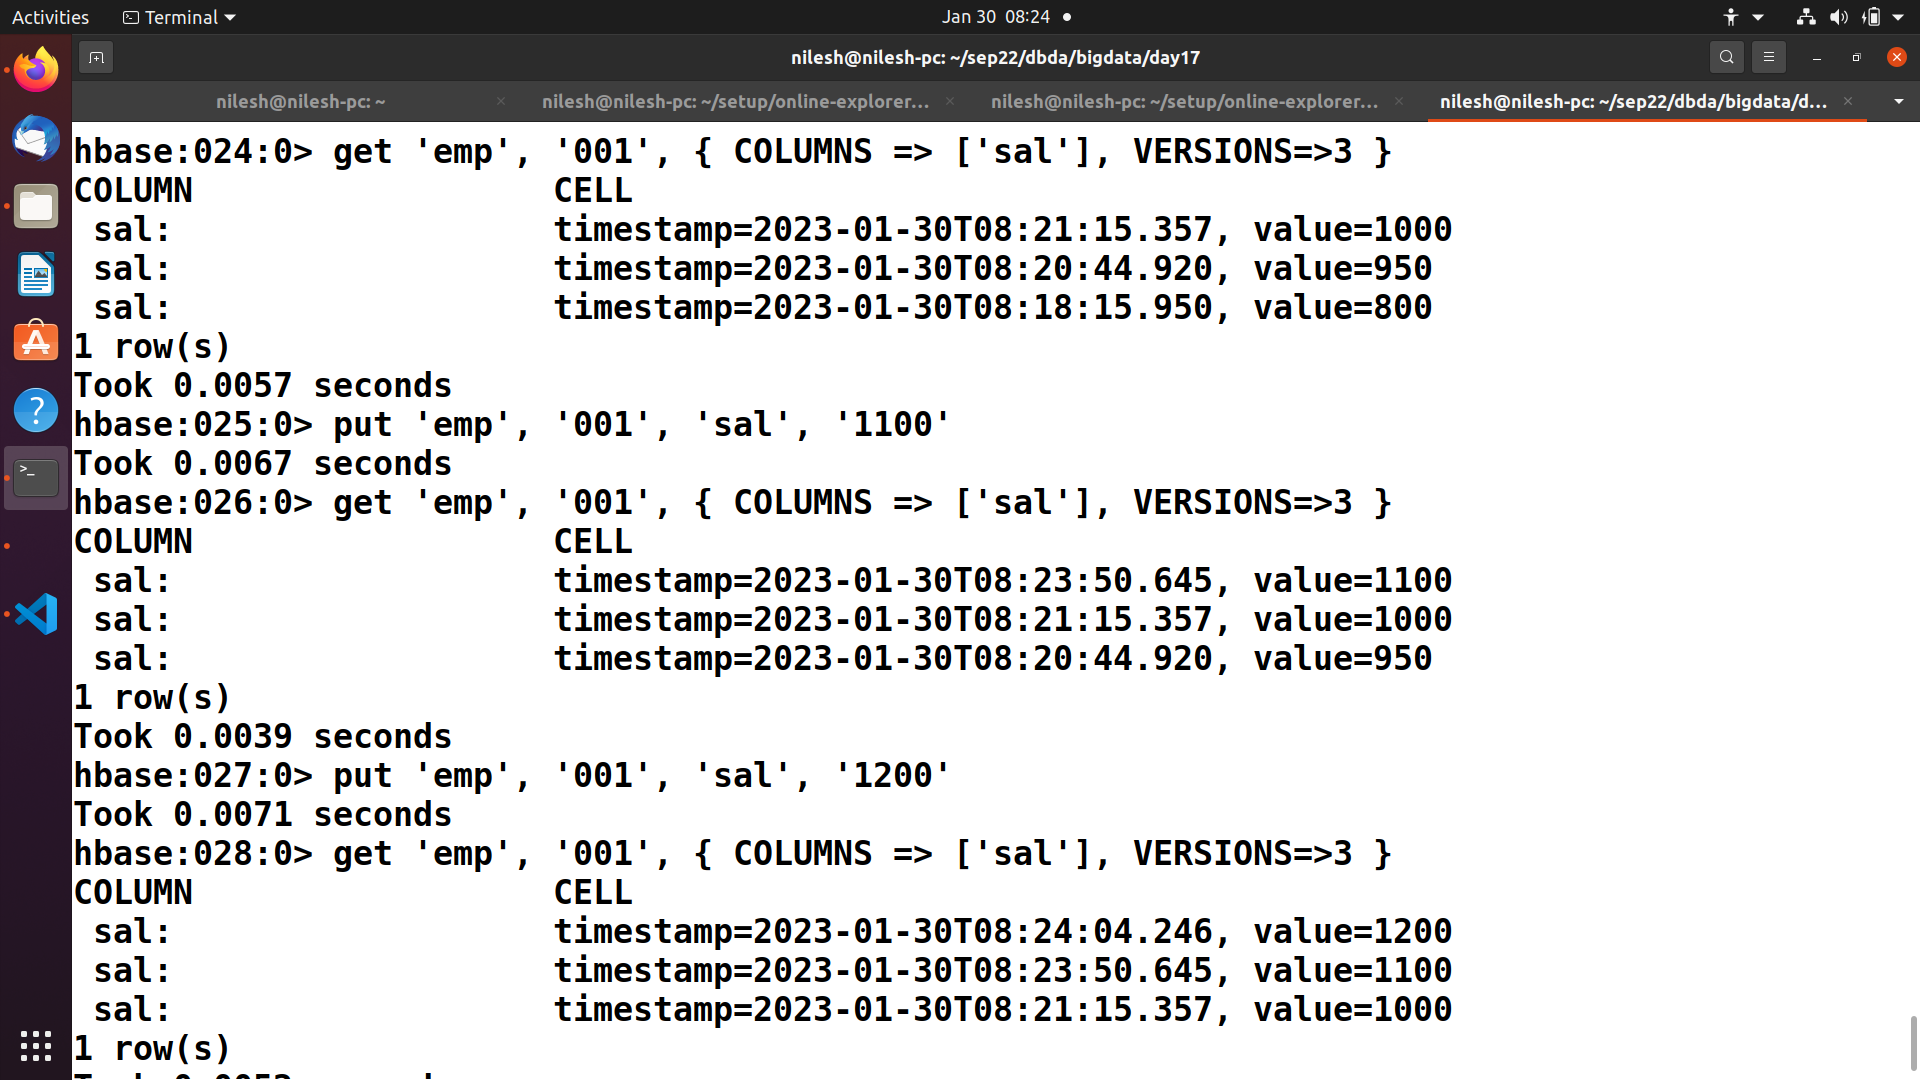 Activities
Terminal
Jan 30 08:24
nilesh@nilesh-pc: ~/sep22/dbda/bigdata/day17
nilesh@nilesh-pc: ~
nilesh@nilesh-pc: ~/setup/online-explorer...
nilesh@nilesh-pc: ~/setup/online-explorer...
nilesh@nilesh-pc: ~/sep22/dbda/bigdata/d...
hbase:024:0> get 'emp', '001', { COLUMNS => ['sal'], VERSIONS=>3 }
COLUMN CELL
sal: timestamp=2023-01-30T08:21:15.357, value=1000
sal: timestamp=2023-01-30T08:20:44.920, value=950
sal: timestamp=2023-01-30T08:18:15.950, value=800
1 row(s)
Took 0.0057 seconds
hbase:025:0> put 'emp', '001', 'sal', '1100'
Took 0.0067 seconds
hbase:026:0> get 'emp', '001', { COLUMNS => ['sal'], VERSIONS=>3 }
COLUMN CELL
sal: timestamp=2023-01-30T08:23:50.645, value=1100
sal: timestamp=2023-01-30T08:21:15.357, value=1000
sal: timestamp=2023-01-30T08:20:44.920, value=950
1 row(s)
Took 0.0039 seconds
hbase:027:0> put 'emp', '001', 'sal', '1200'
Took 0.0071 seconds
hbase:028:0> get 'emp', '001', { COLUMNS => ['sal'], VERSIONS=>3 }
COLUMN CELL
sal: timestamp=2023-01-30T08:24:04.246, value=1200
sal: timestamp=2023-01-30T08:23:50.645, value=1100
sal: timestamp=2023-01-30T08:21:15.357, value=1000
1 row(s)